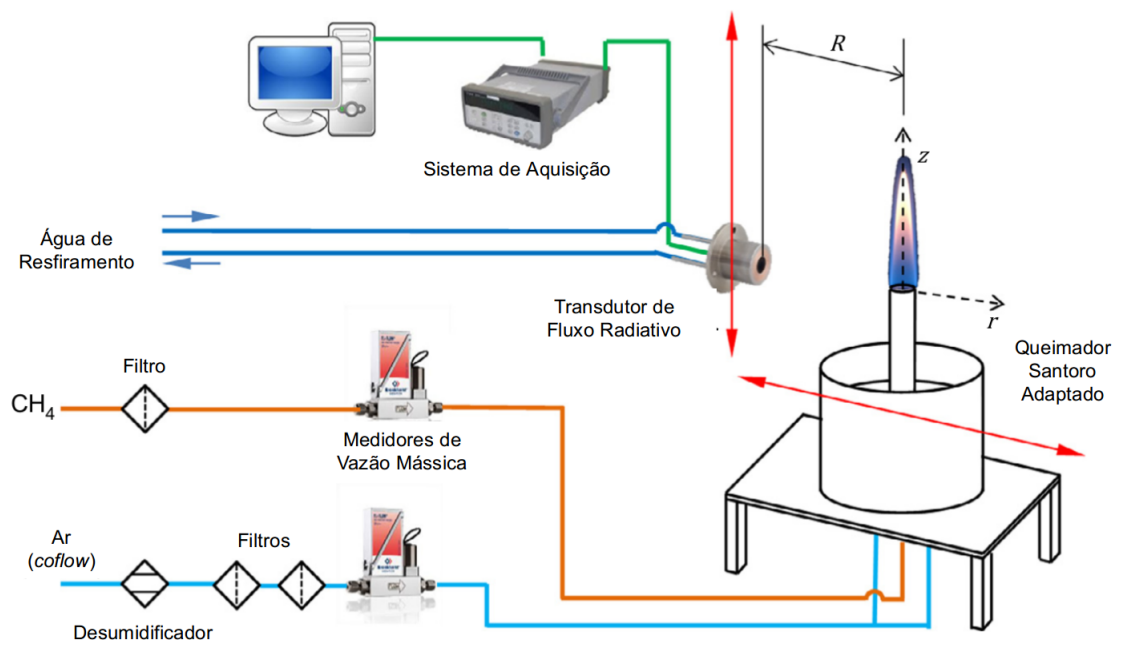 R
z
Sistema de Aquisição
Água de
Resfiramento
Transdutor de
Fluxo Radiativo
r
Queimador
Santoro
Adaptado
Filtro
CH4
Medidores de
Vazão Mássica
Ar
(coflow)
Filtros
Desumidificador